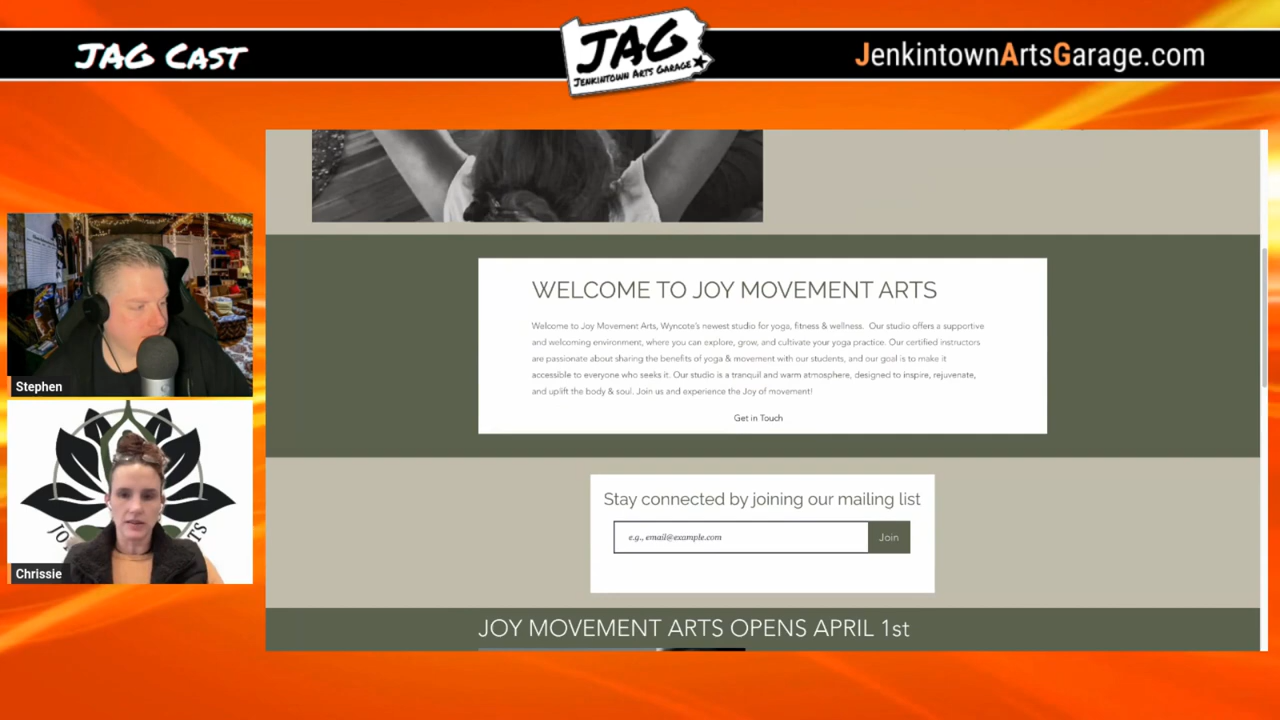 JAG CAST
JAG
JENKINTOWN ARTS GARAGE
JenkintownArtsGarage.com
WELCOME TO JOY MOVEMENT ARTS
Welcome to Joy Movement Arts, Wyncote's newest studio for yoga, fitness & wellness. Our studio offers a supportive
and welcoming environment, where you can explore, grow, and cultivate your yoga practice. Our certified instructors
are passionate about sharing the benefits of yoga & movement with our students, and our goal is to make it
accessible to everyone who seeks it. Our studio is a tranquil and warm atmosphere, designed to inspire, rejuvenate,
and uplift the body & soul. Join us and experience the Joy of movement!
Get in Touch
Stephen
Stay connected by joining our mailing list
e.g., email@example.com
Join
Chrissie
JOY MOVEMENT ARTS OPENS APRIL 1st